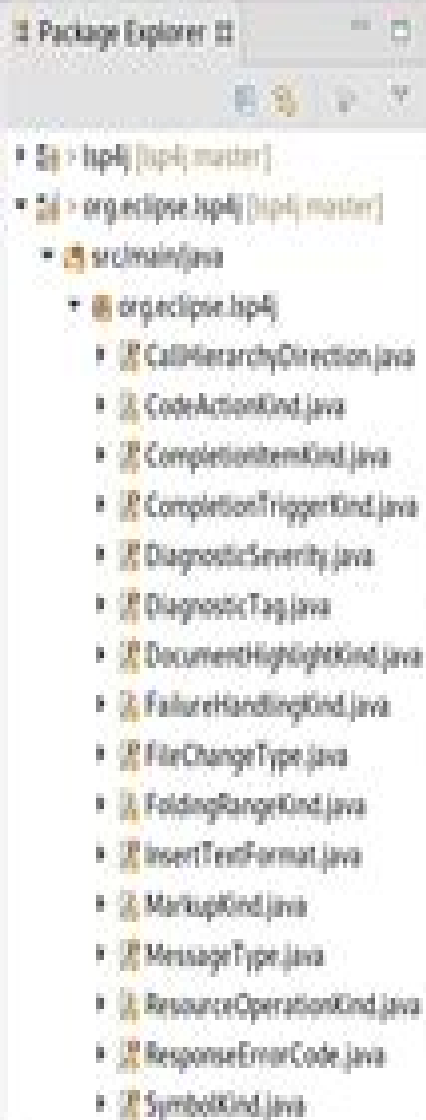 Package Explorer
> lsp4j [lsp4j master]
> org.eclipse.lsp4j [lsp4j master]
src/main/java
org.eclipse.lsp4j
CallHierarchyDirection.java
CodeActionKind.java
CompletionItemKind.java
CompletionTriggerKind.java
DiagnosticSeverity.java
DiagnosticTag.java
DocumentHighlightKind.java
FailureHandlingKind.java
FileChangeType.java
FoldingRangeKind.java
InsertTextFormat.java
MarkupKind.java
MessageType.java
ResourceOperationKind.java
ResponseErrorCode.java
SymbolKind.java